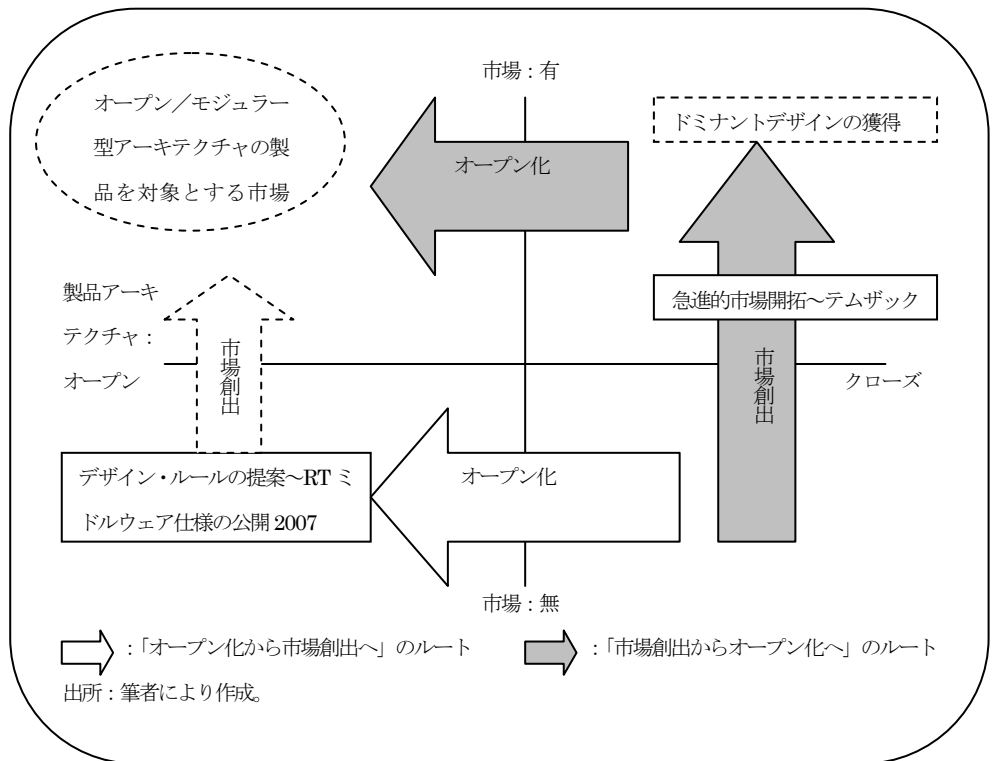 市場：有
オープン／モジュラー
型アーキテクチャの製
品を対象とする市場
オープン化
ドミナントデザインの獲得
製品アーキ
テクチャ：
オープン
市場創出
急進的市場開拓～テムザック
市場創出
クローズ
デザイン・ルールの提案～RT ミ
ドルウェア仕様の公開 2007
オープン化
市場：無
：「オープン化から市場創出へ」のルート
：「市場創出からオープン化へ」のルート
出所：筆者により作成。